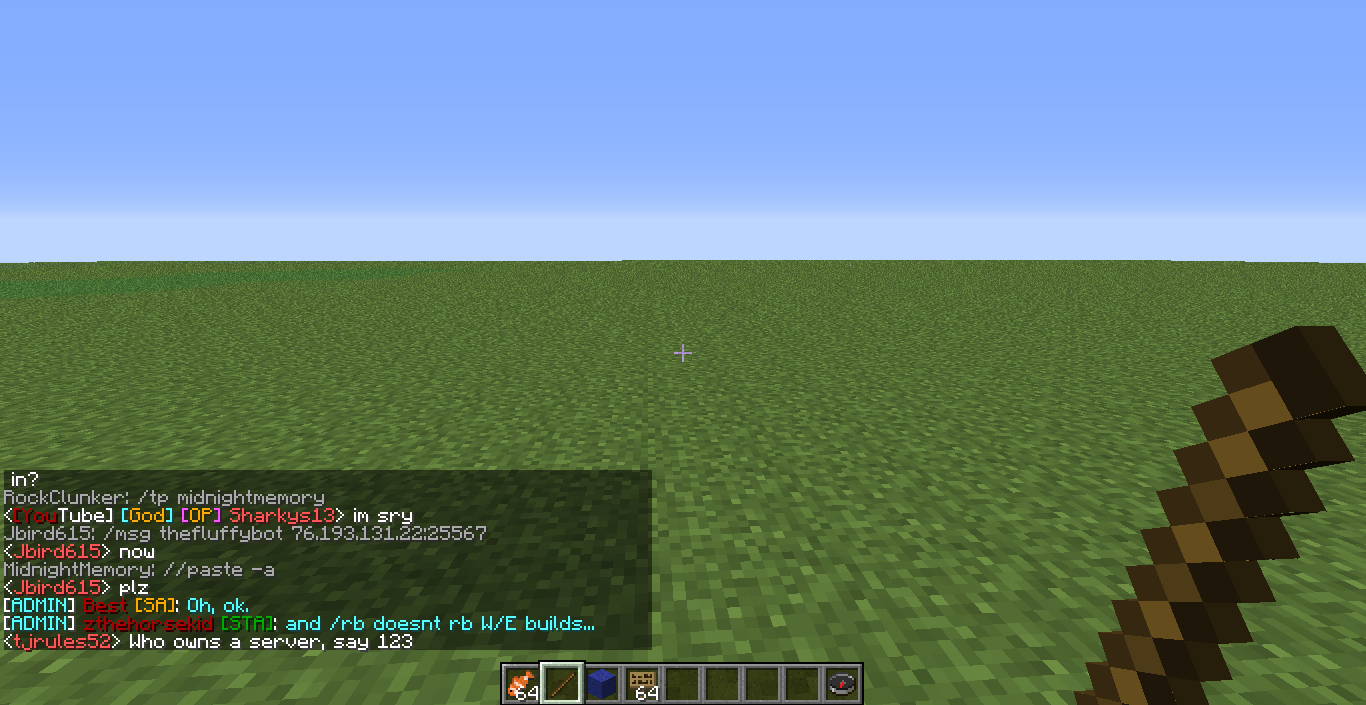 in?
RockClunker: /tp midnightmemory
<[YouTube] [God] [OP] Sharkys13> im sry
Jbird615: /msg thefluffybot 76.193.131.22:25567
<Jbird615> now
MidnightMemory: //paste -a
<Jbird615> plz
[ADMIN] Best [SA]: Oh, ok.
[ADMIN] zthehorsekid [STA]: and /rb doesnt rb W/E builds...
<tjrules52> Who owns a server, say 123
64 64